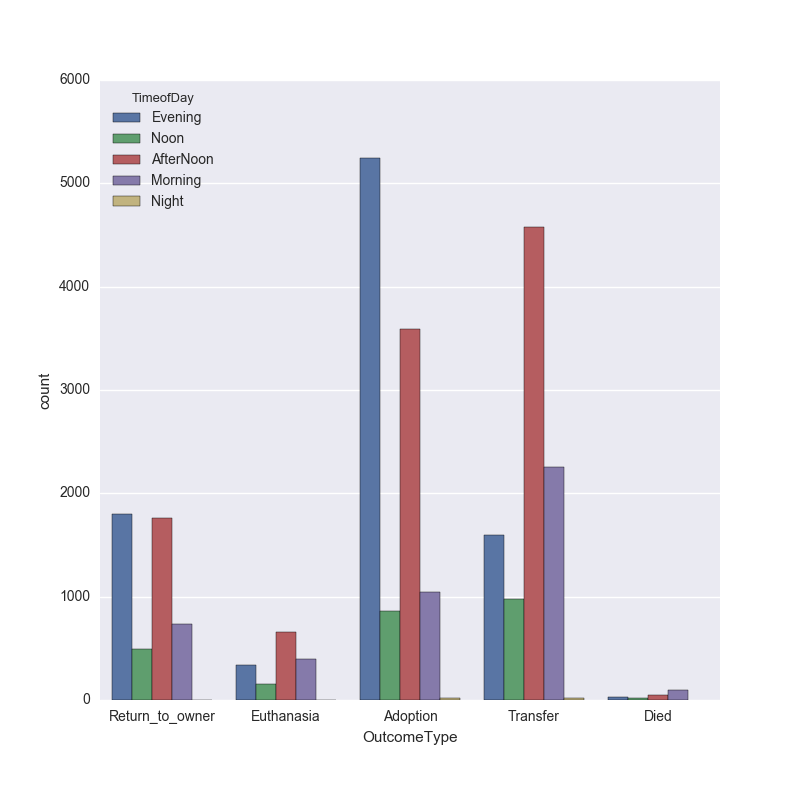 6000
5000
4000
3000
2000
1000
0
count
TimeofDay
Evening
Noon
AfterNoon
Morning
Night
Return_to_owner
Euthanasia
Adoption
Transfer
Died
OutcomeType